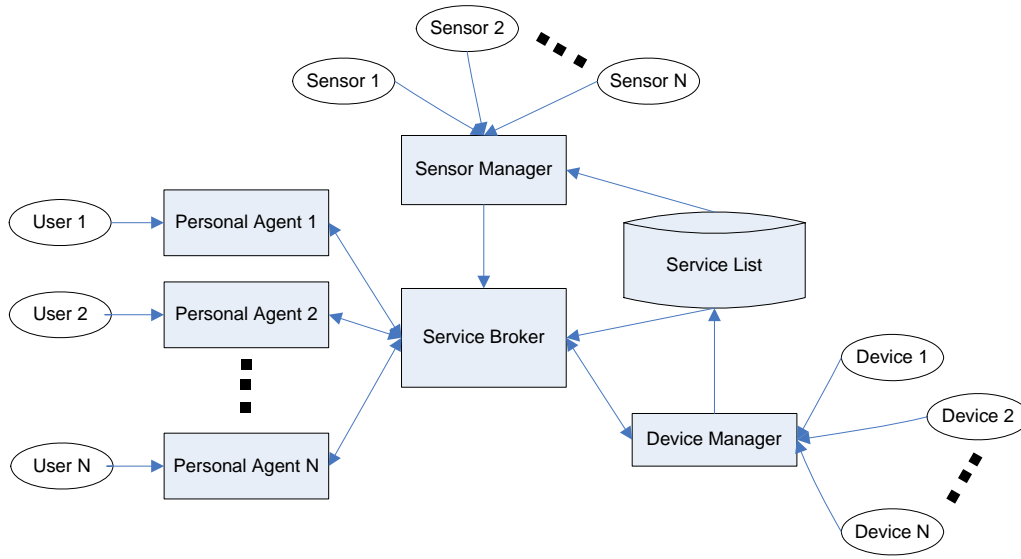 Sensor 2
Sensor 1
Sensor N
Sensor Manager
User 1
Personal Agent 1
Service List
User 2
Personal Agent 2
Service Broker
Device 1
Device 2
Device Manager
User N
Personal Agent N
Device N